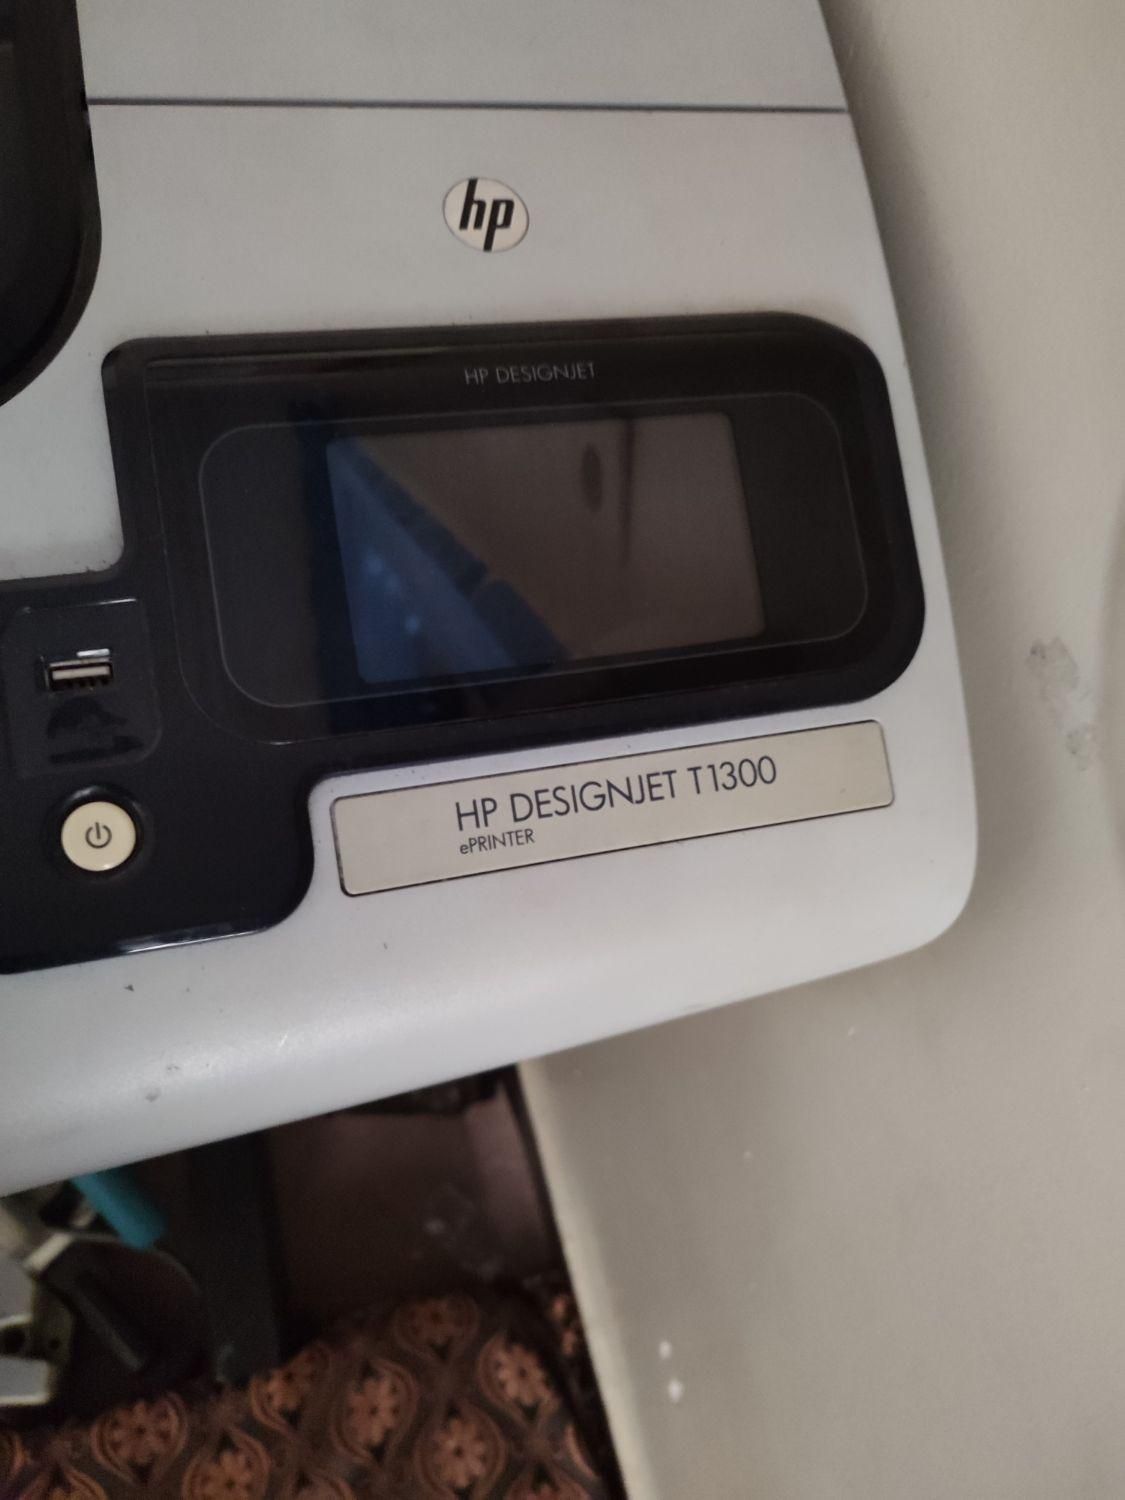 hp
HP DESIGNJET
HP DESIGNJET T1300
ePRINTER